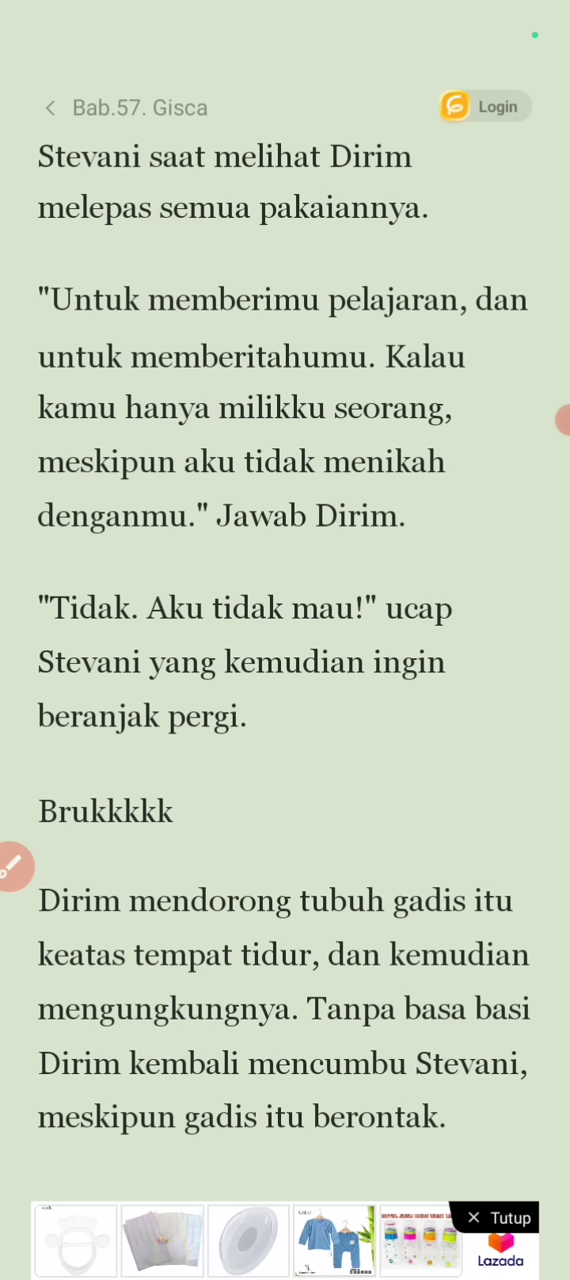 Bab.57. Gisca
Login
Stevani saat melihat Dirim
melepas semua pakaiannya.
"Untuk memberimu pelajaran, dan
untuk memberitahumu. Kalau
kamu hanya milikku seorang,
meskipun aku tidak menikah
denganmu." Jawab Dirim.
"Tidak. Aku tidak mau!" ucap
Stevani yang kemudian ingin
beranjak pergi.
Brukkkkk
Dirim mendorong tubuh gadis itu
keatas tempat tidur, dan kemudian
mengungkungnya. Tanpa basa basi
Dirim kembali mencumbu Stevani,
meskipun gadis itu berontak.
Tutup
Lazada